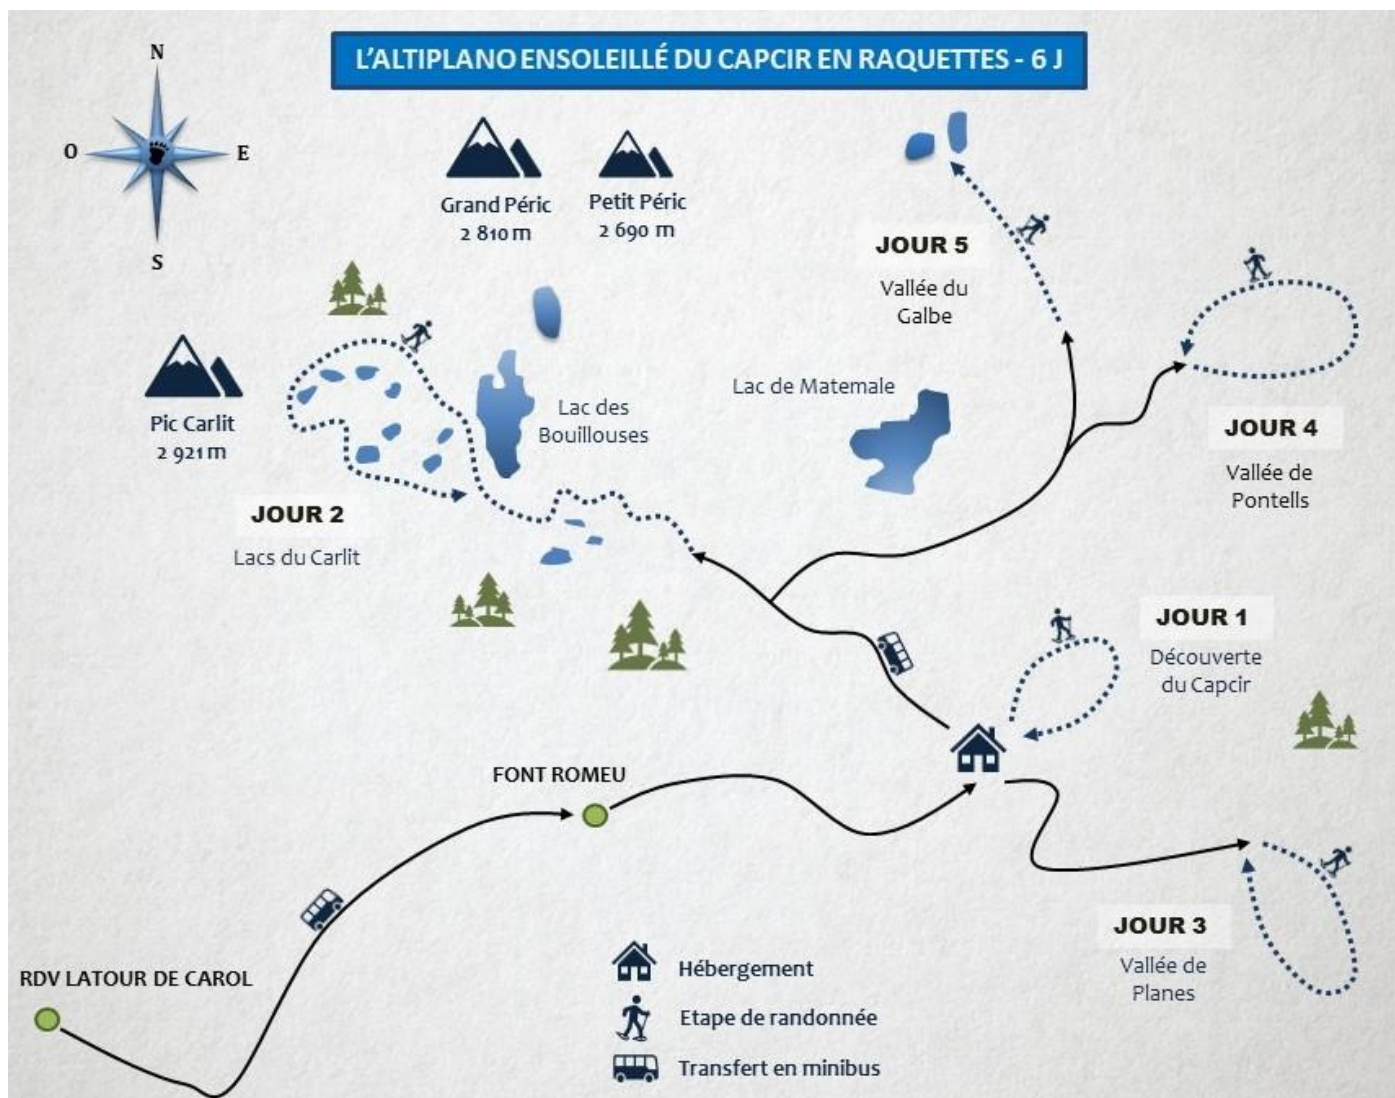 L'ALTIPLANO ENSOLEILLÉ DU CAPCIR EN RAQUETTES - 6 J
N
O
E
S
Grand Péric
2 810 m
Petit Péric
2 690 m
JOUR 5
Vallée du
Galbe
Pic Carlit
2 921 m
Lac des
Bouillouses
Lac de Matemale
JOUR 4
Vallée de
Pontells
JOUR 2
Lacs du Carlit
JOUR 1
Découverte
du Capcir
FONT ROMEU
JOUR 3
Vallée de
Planes
RDV LATOUR DE CAROL
Hébergement
Etape de randonnée
Transfert en minibus